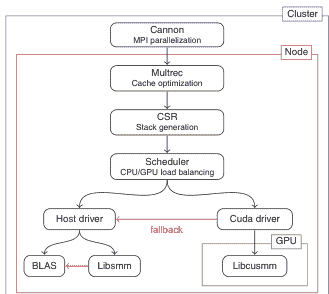 Cluster
Cannon
MPI parallelization
Node
Multrec
Cache optimization
CSR
Stack generation
Scheduler
CPU/GPU load balancing
Host driver
Cuda driver
fallback
GPU
BLAS
Libsmm
Libcusmm